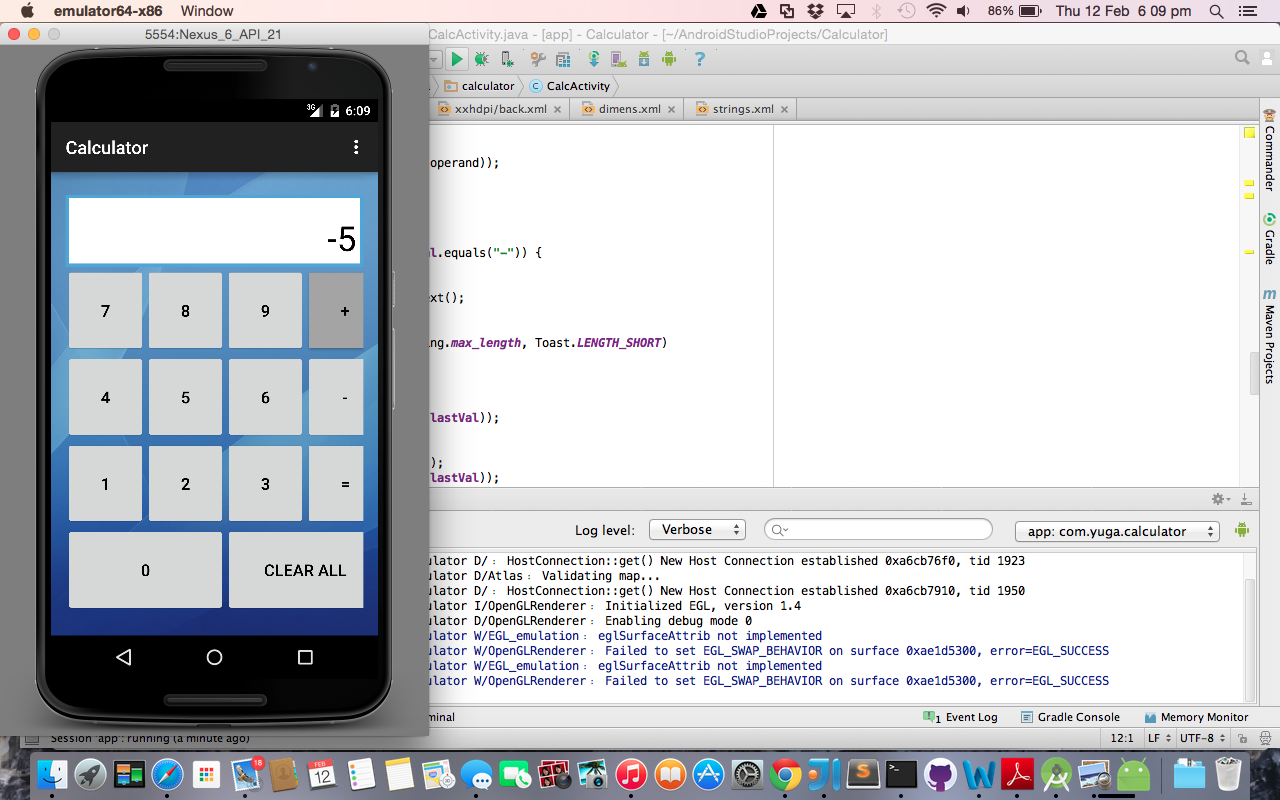 emulator64-x86 Window 86% Thu 12 Feb 6 09 pm
5554:Nexus_6_API_21
CalcActivity.java - [app] - Calculator - [~/AndroidStudioProjects/Calculator]
calculator CalcActivity
xxhdpi/back.xml dimens.xml strings.xml
3G 6:09
Calculator
-5
7 8 9 +
4 5 6 -
1 2 3 =
0 CLEAR ALL
operand));
.equals("-")) {
ext();
ng.max_length, Toast.LENGTH_SHORT)
lastVal));
);
lastVal));
Commander
Gradle
m Maven Projects
Log level: Verbose app: com.yuga.calculator
ulator D/﹕ HostConnection::get() New Host Connection established 0xa6cb76f0, tid 1923
ulator D/Atlas﹕ Validating map...
ulator D/﹕ HostConnection::get() New Host Connection established 0xa6cb7910, tid 1950
ulator I/OpenGLRenderer﹕ Initialized EGL, version 1.4
ulator D/OpenGLRenderer﹕ Enabling debug mode 0
ulator W/EGL_emulation﹕ eglSurfaceAttrib not implemented
ulator W/OpenGLRenderer﹕ Failed to set EGL_SWAP_BEHAVIOR on surface 0xae1d5300, error=EGL_SUCCESS
ulator W/EGL_emulation﹕ eglSurfaceAttrib not implemented
ulator W/OpenGLRenderer﹕ Failed to set EGL_SWAP_BEHAVIOR on surface 0xae1d5300, error=EGL_SUCCESS
minal 1 Event Log Gradle Console Memory Monitor
Session 'app': running (a minute ago) 12:1 LF UTF-8
18
FEB
12